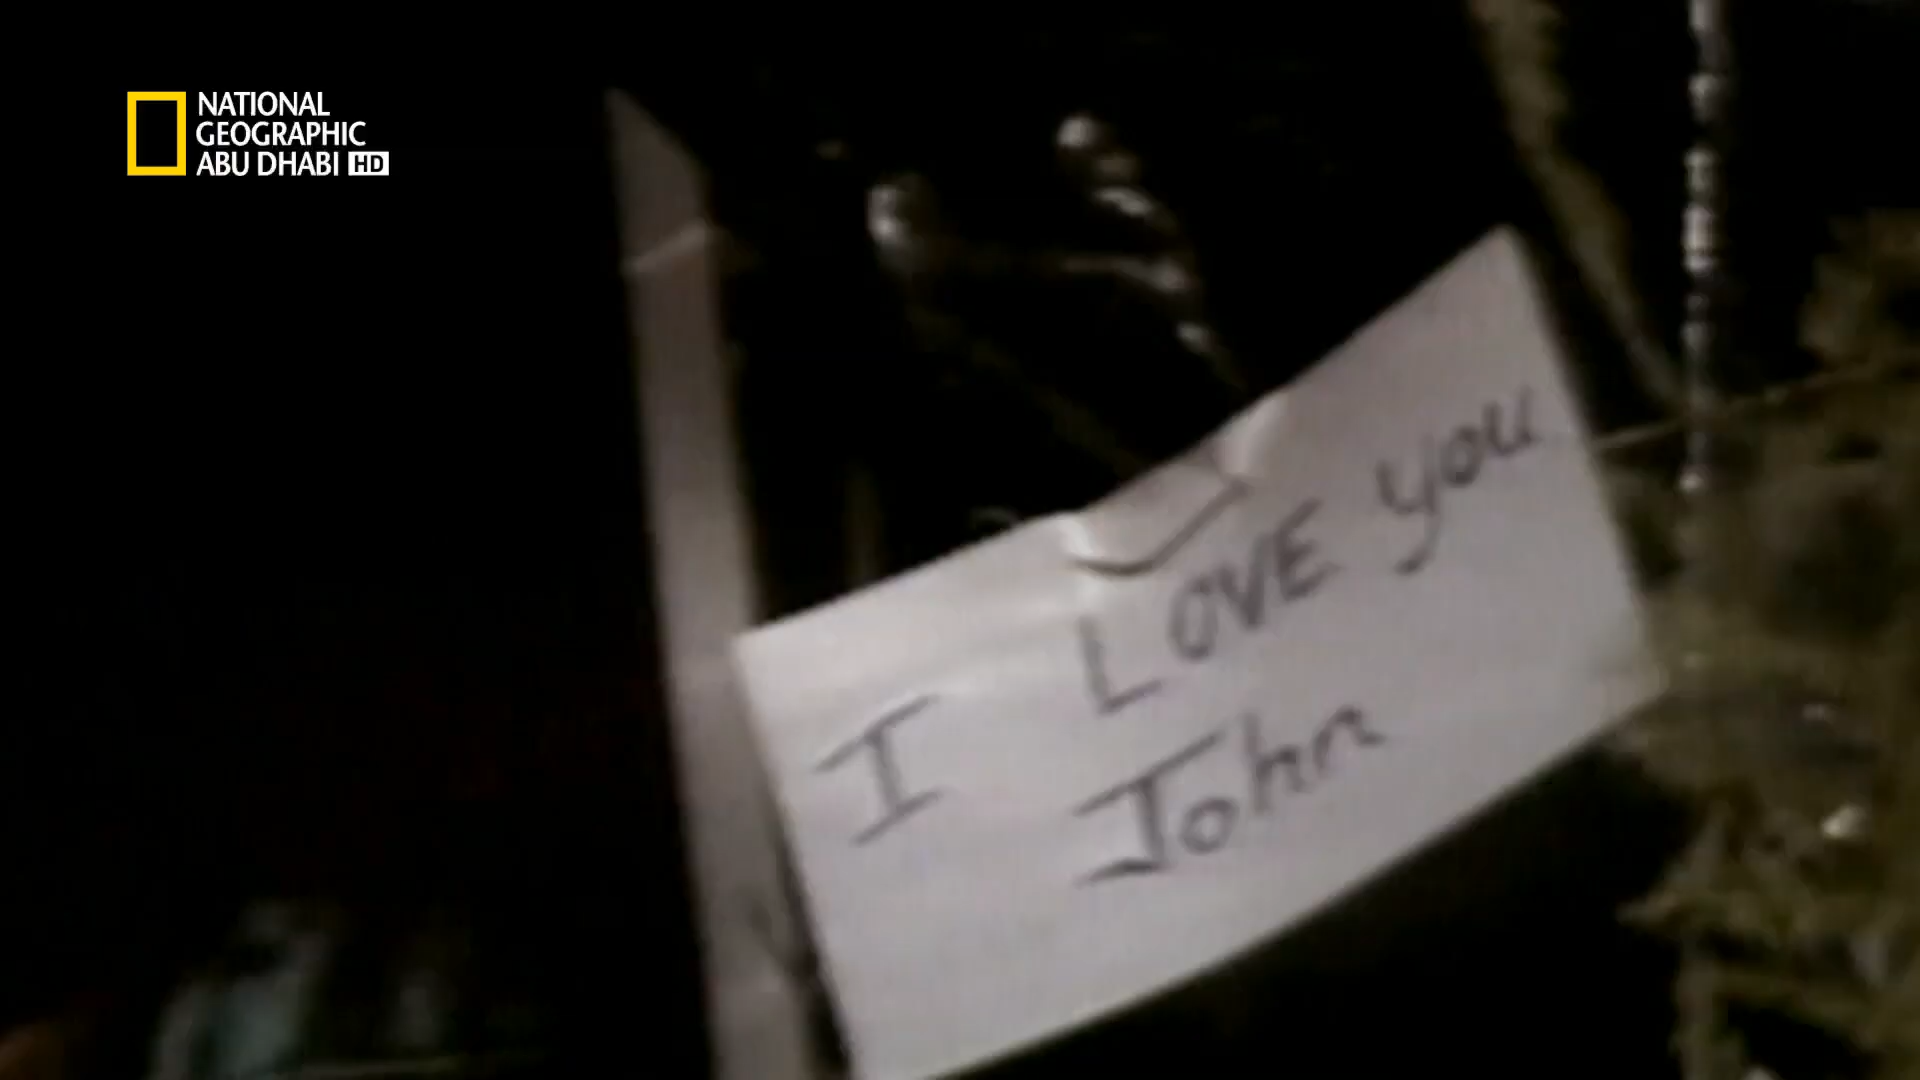 NATIONAL
GEOGRAPHIC
ABU DHABI HD
I LOVE you
John